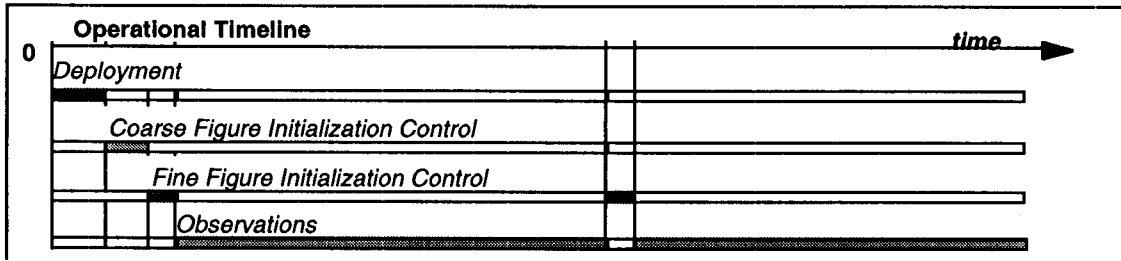 Operational Timeline
0
time
Deployment
Coarse Figure Initialization Control
Fine Figure Initialization Control
Observations